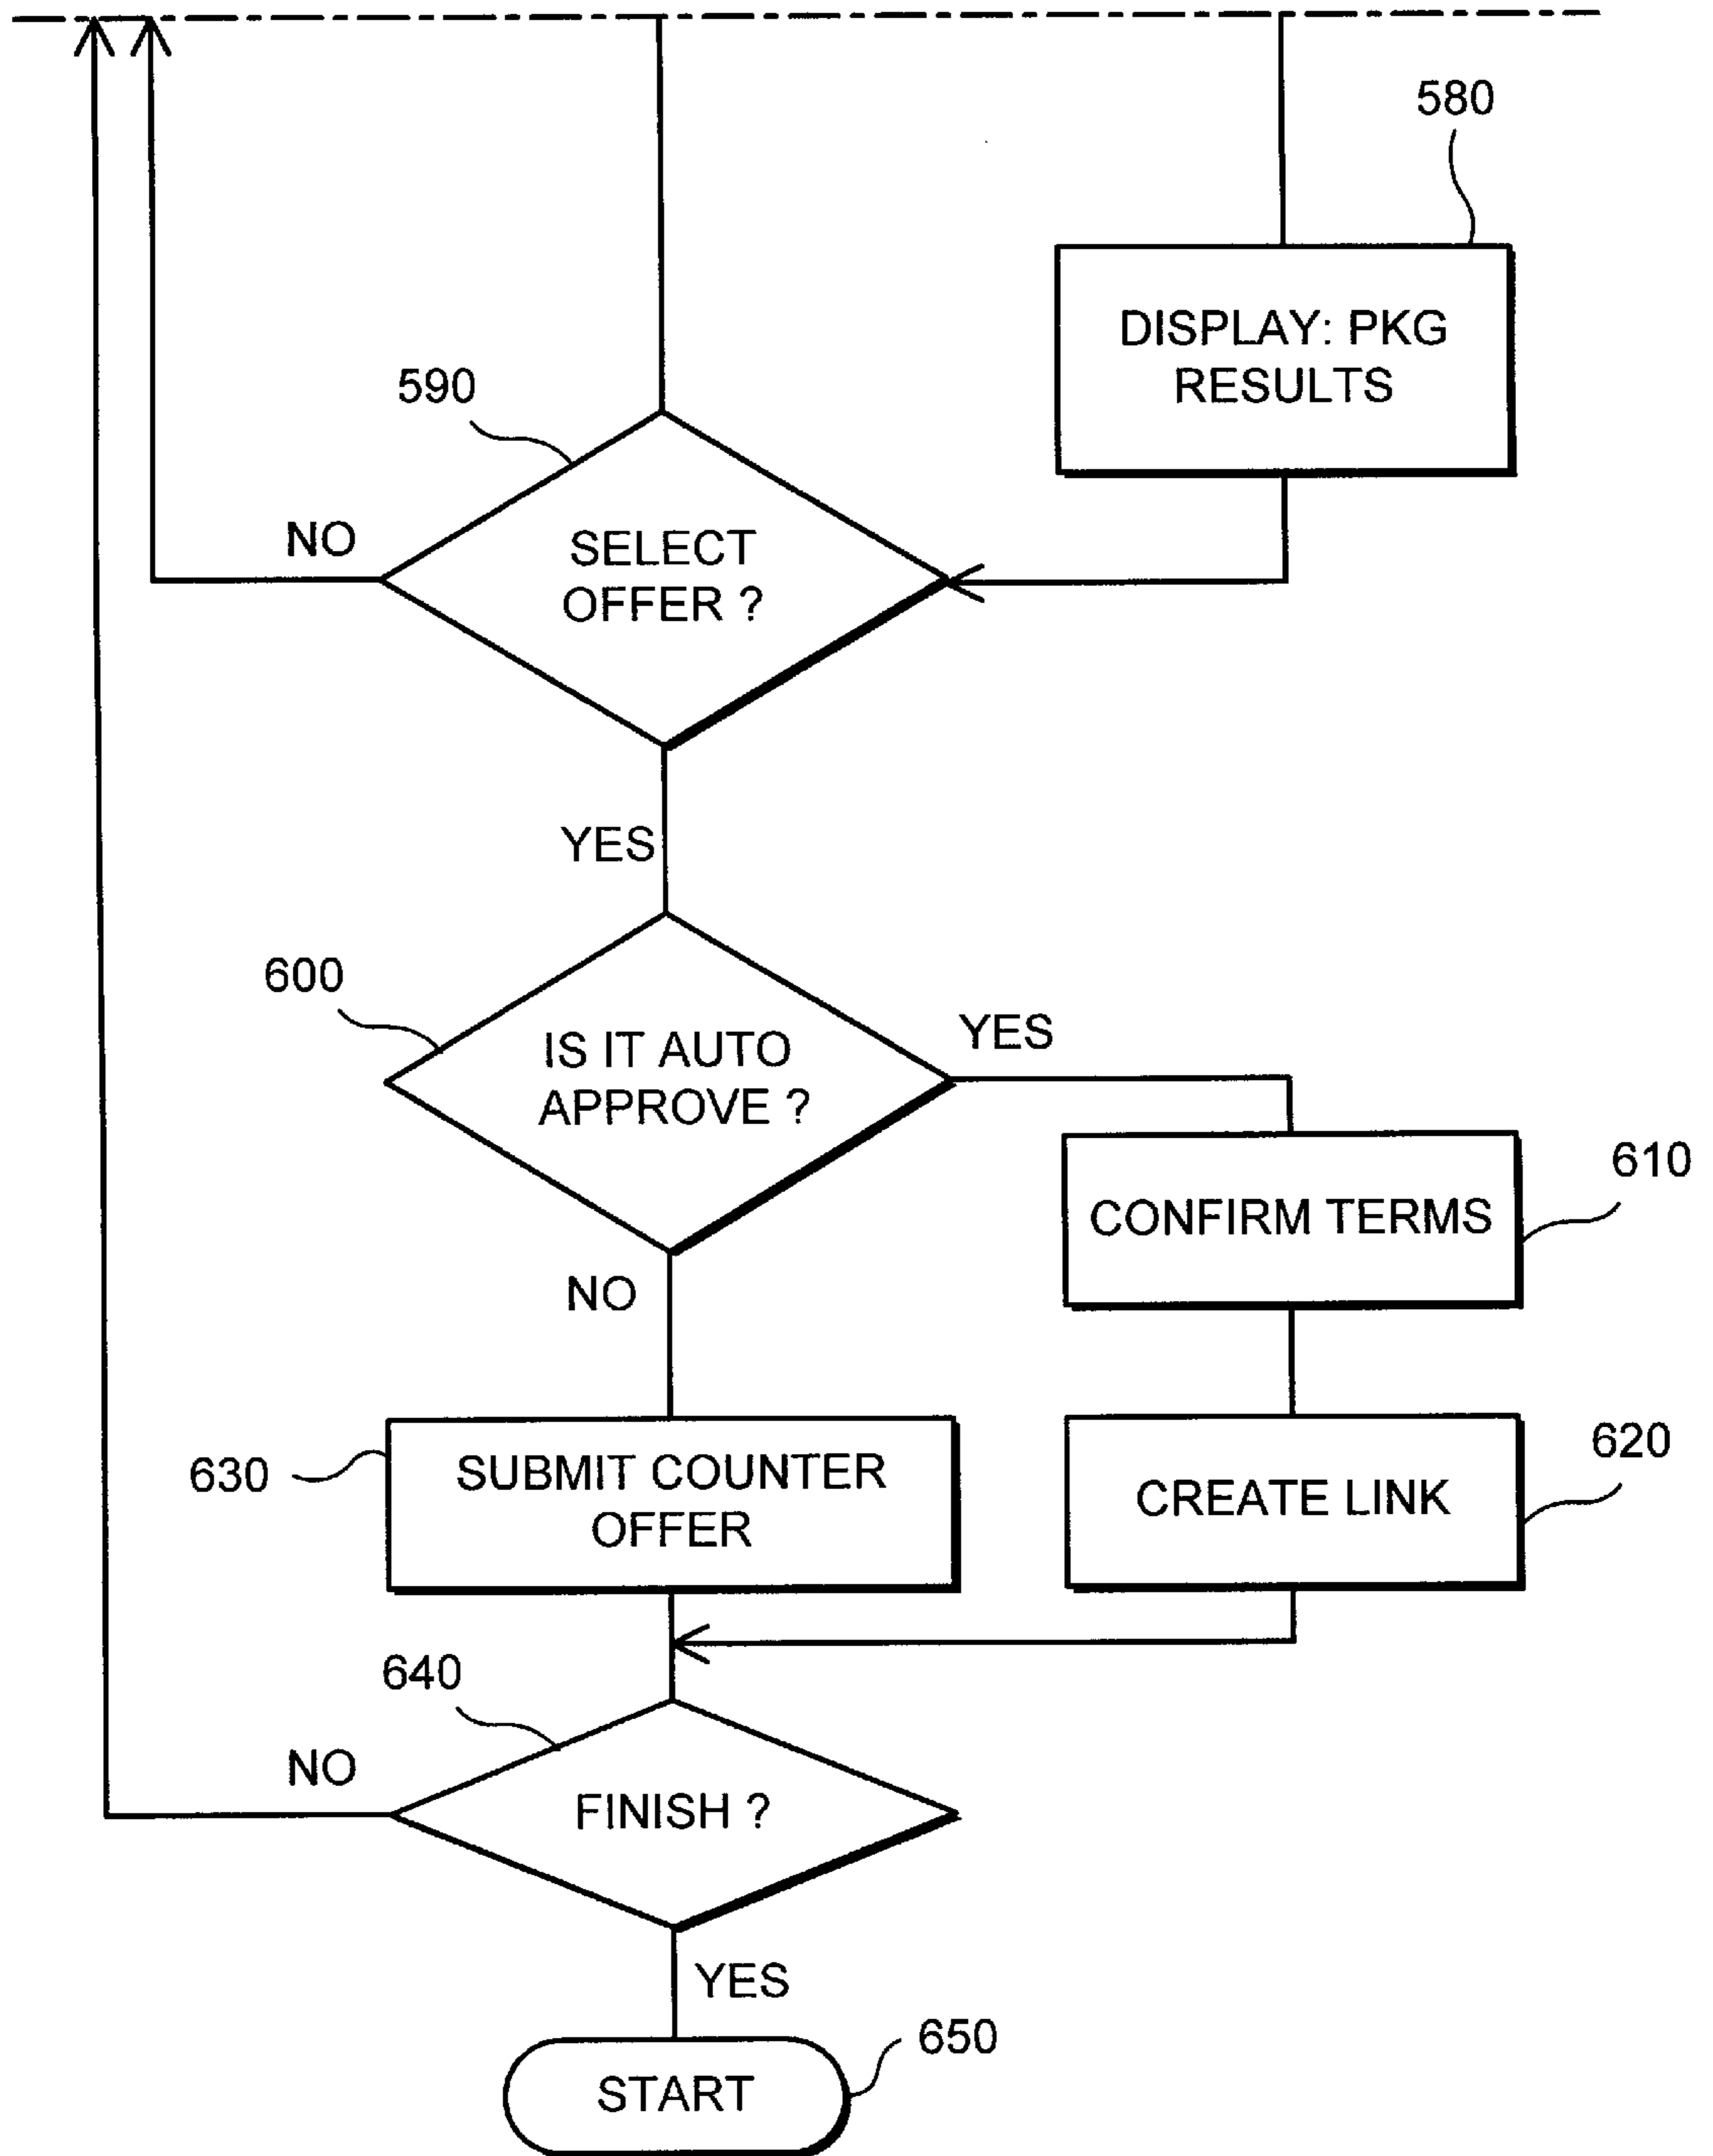 580
DISPLAY: PKG
RESULTS
590
NO
SELECT
OFFER ?
YES
600
IS IT AUTO
APPROVE ?
YES
610
CONFIRM TERMS
NO
630
SUBMIT COUNTER
OFFER
620
CREATE LINK
640
NO
FINISH ?
YES
650
START